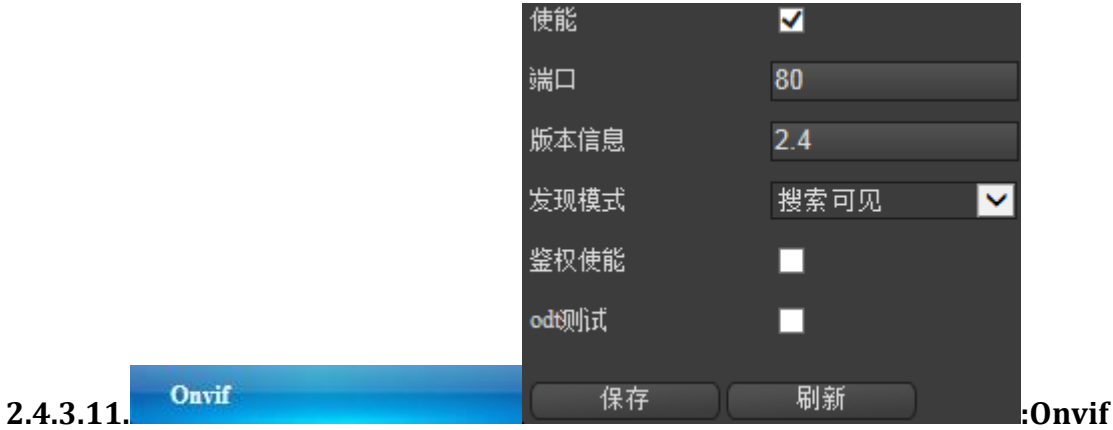 使能
端口 80
版本信息 2.4
发现模式 搜索可见
鉴权使能
odt测试
保存 刷新
2.4.3.11. Onvif :Onvif